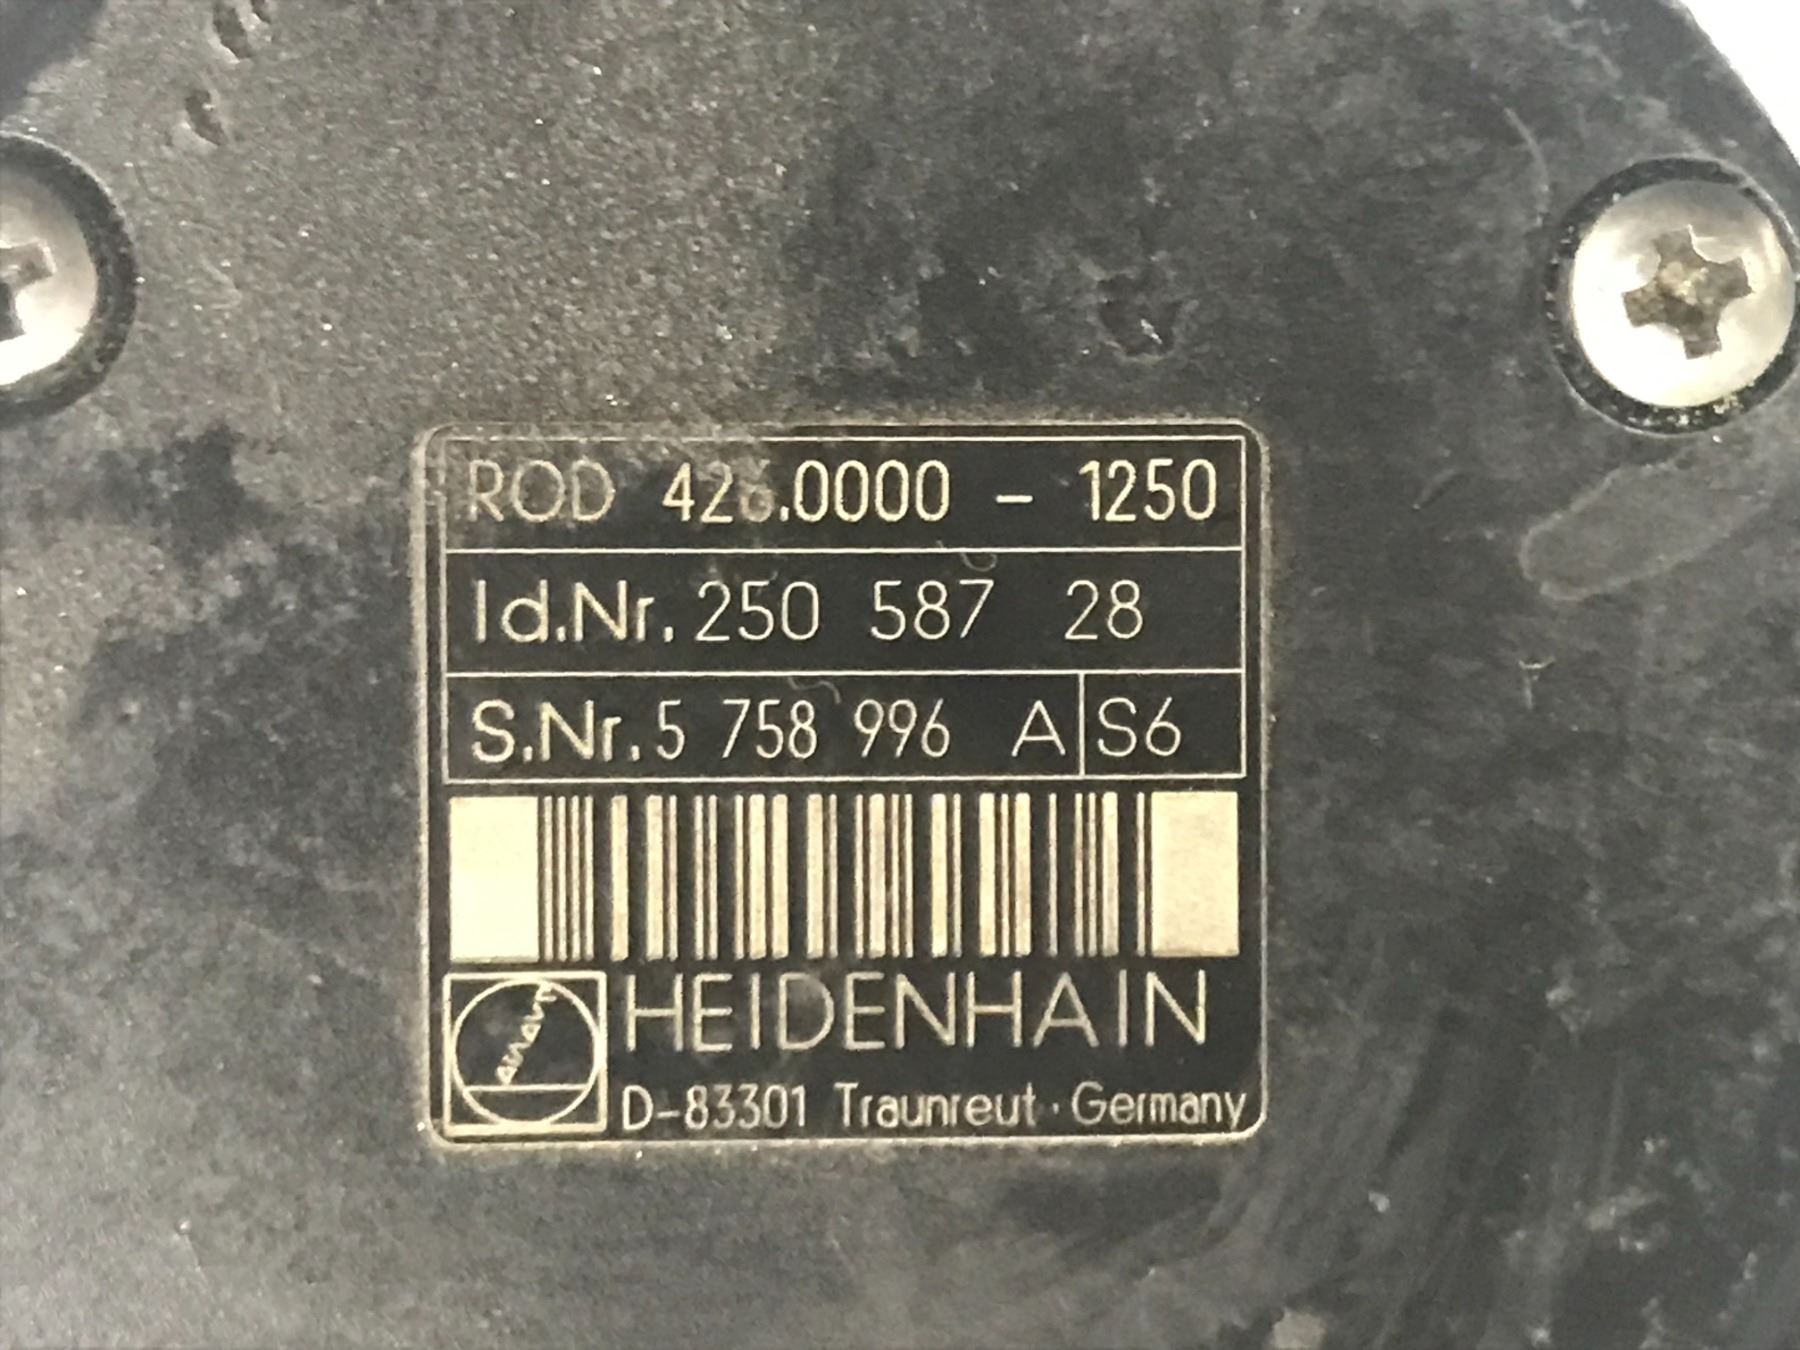 ROD 426.0000 - 1250
Id.Nr. 250 587 28
S.Nr. 5 758 996 A S6
HEIDENHAIN
D-83301 Traunreut · Germany